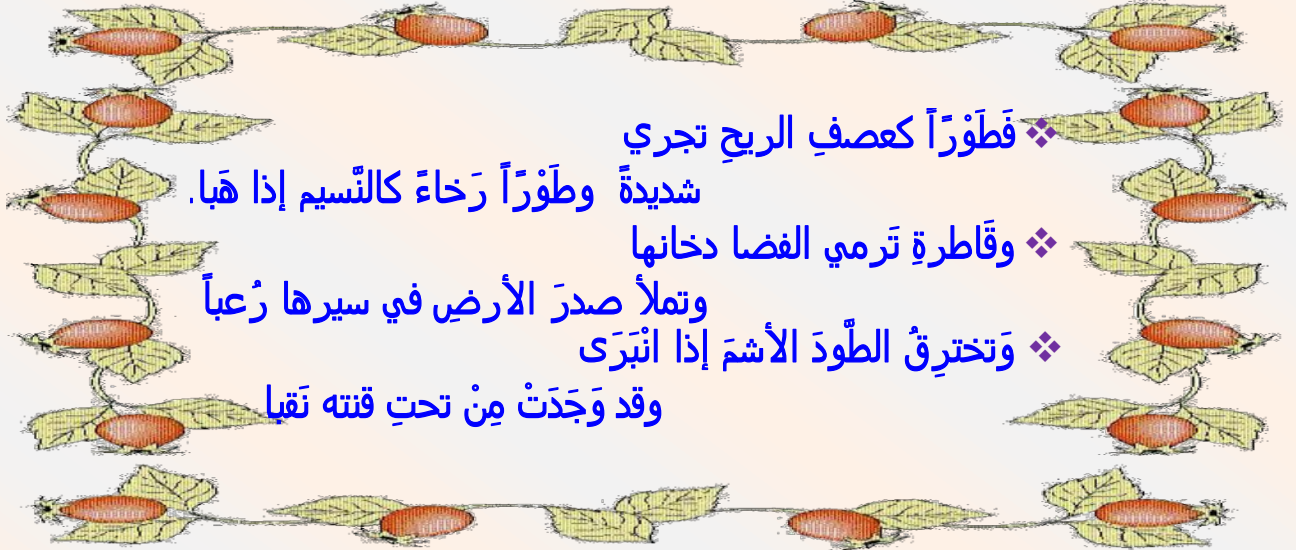 ❖ فَطَوْرًاً كعصفِ الريحِ تجري
شديدةً وطَوْرًاً رَخاءً كالنَّسيم إذا هَبا.
❖ وقَاطرةِ تَرمي الفضا دخانها
وتملأ صدرَ الأرضِ في سيرها رُعباً
❖ وَتخترِقُ الطَّودَ الأشمَ إذا انْبَرَى
وقد وَجَدَتْ مِنْ تحتِ قنته نَقبا